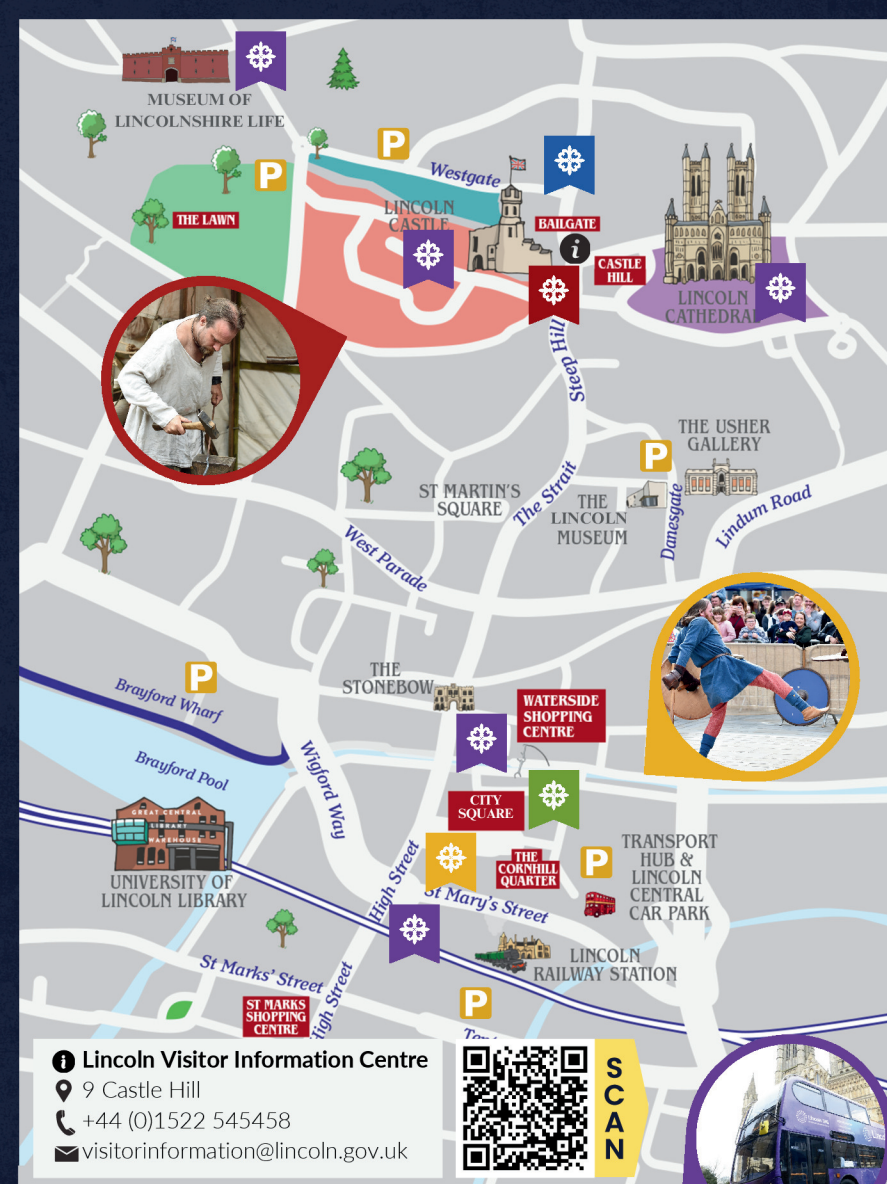 MUSEUM OF
LINCOLNSHIRE LIFE
P
P
Westgate
THE LAWN
LINCOLN
CASTLE
BAILGATE
i
CASTLE
HILL
LINCOLN
CATHEDRAL
Steep Hill
THE USHER
GALLERY
P
ST MARTIN'S
SQUARE
The Strait
THE
LINCOLN
MUSEUM
Danesgate
Lindum Road
West Parade
THE
STONEBOW
P
Brayford Wharf
WATERSIDE
SHOPPING
CENTRE
Brayford Pool
Wigford Way
CITY
SQUARE
GREAT CENTRAL
LIBRARY
WAREHOUSE
UNIVERSITY OF
LINCOLN LIBRARY
High Street
THE
CORNHILL
QUARTER
P
TRANSPORT
HUB &
LINCOLN
CENTRAL
CAR PARK
St Mary's Street
LINCOLN
RAILWAY STATION
St Marks' Street
ST MARKS
SHOPPING
CENTRE
High Street
P
i Lincoln Visitor Information Centre
9 Castle Hill
+44 (0)1522 545458
visitorinformation@lincoln.gov.uk
SCAN